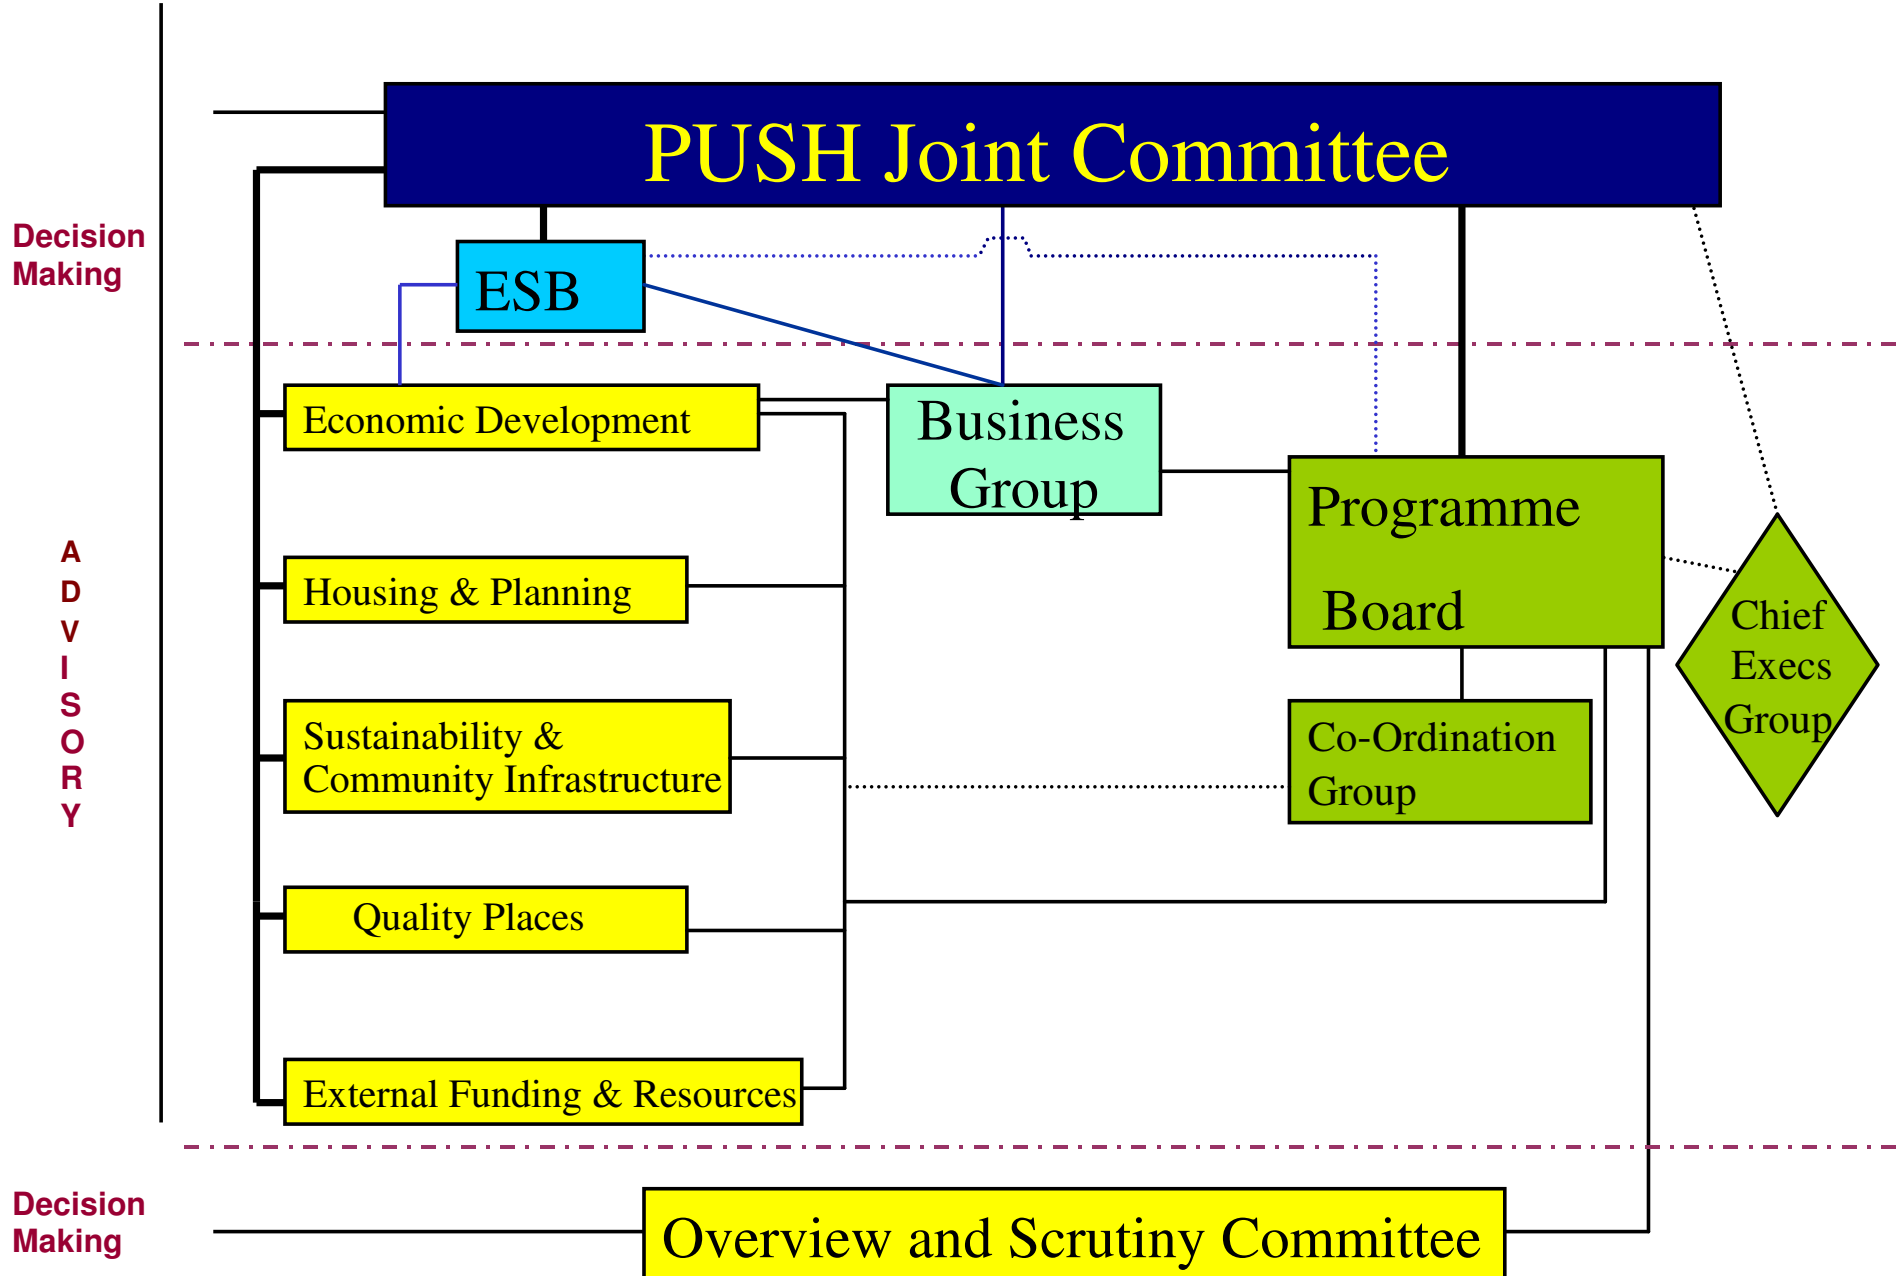 PUSH Joint Committee
Decision
Making
ESB
Economic Development
Business
Group
Programme
Board
A
D
V
I
S
O
R
Y
Housing & Planning
Chief
Execs
Group
Sustainability &
Community Infrastructure
Co-Ordination
Group
Quality Places
External Funding & Resources
Decision
Making
Overview and Scrutiny Committee